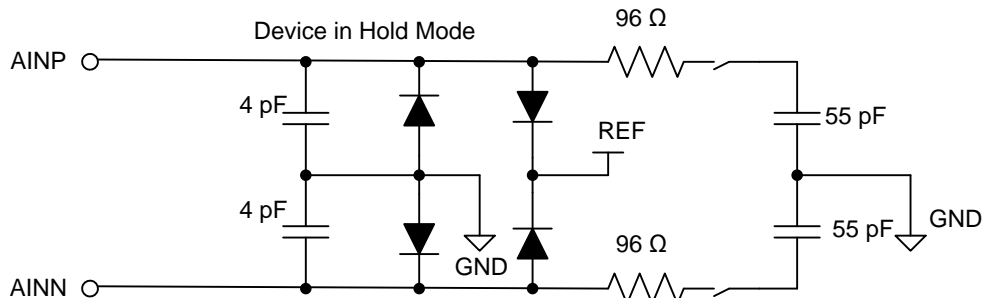 96 Ω
Device in Hold Mode
AINP
4 pF
55 pF
REF
4 pF
GND
55 pF
GND
96 Ω
AINN